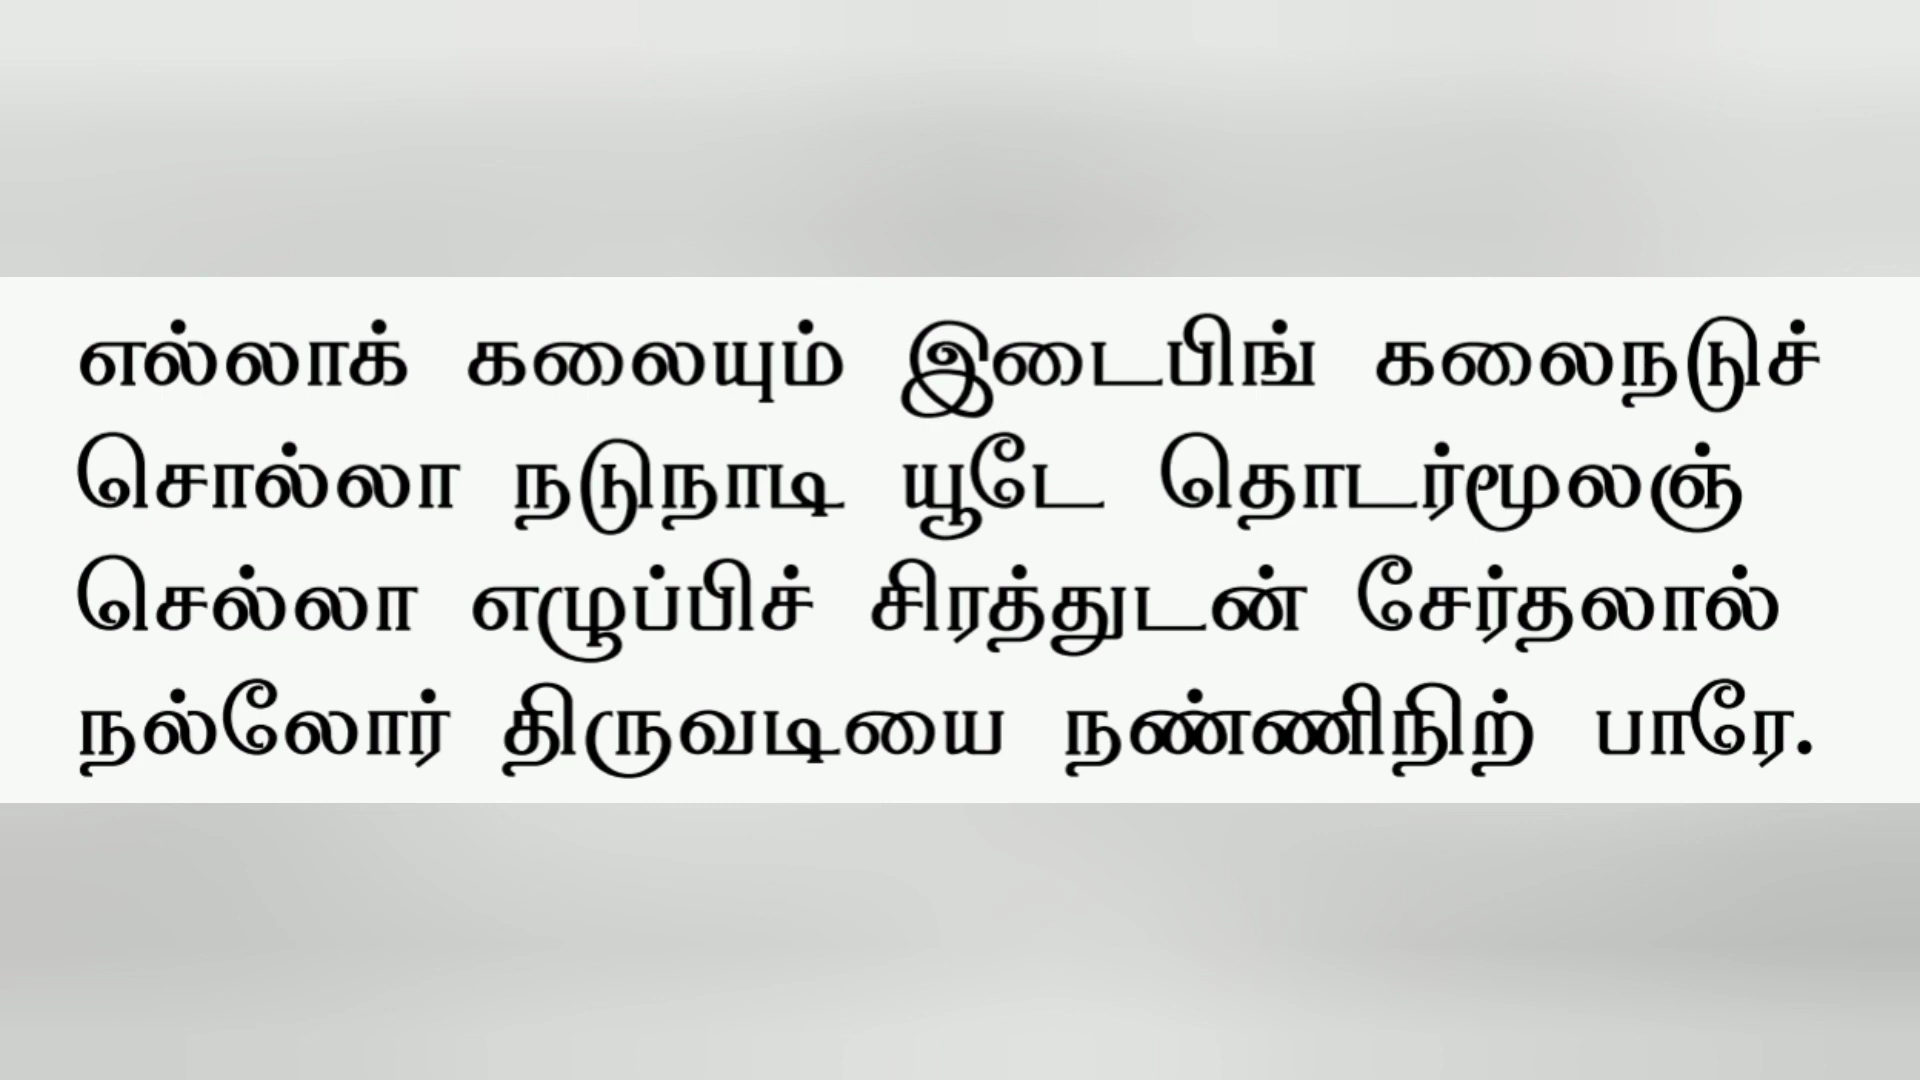 எல்லாக் கலையும் இடைபிங் கலைநடுச்
சொல்லா நடுநாடி யூடே தொடர்மூலஞ்
செல்லா எழுப்பிச் சிரத்துடன் சேர்தலால்
நல்லோர் திருவடியை நண்ணிநிற் பாரே.